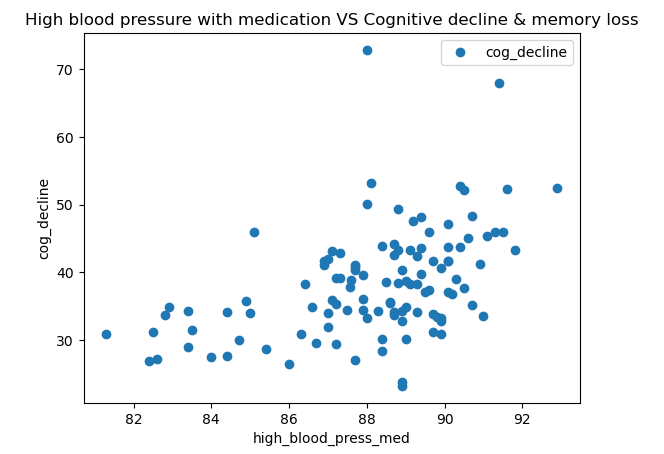 High blood pressure with medication VS Cognitive decline & memory loss
cog_decline
70
60
50
40
30
cog_decline
82 84 86 88 90 92
high_blood_press_med